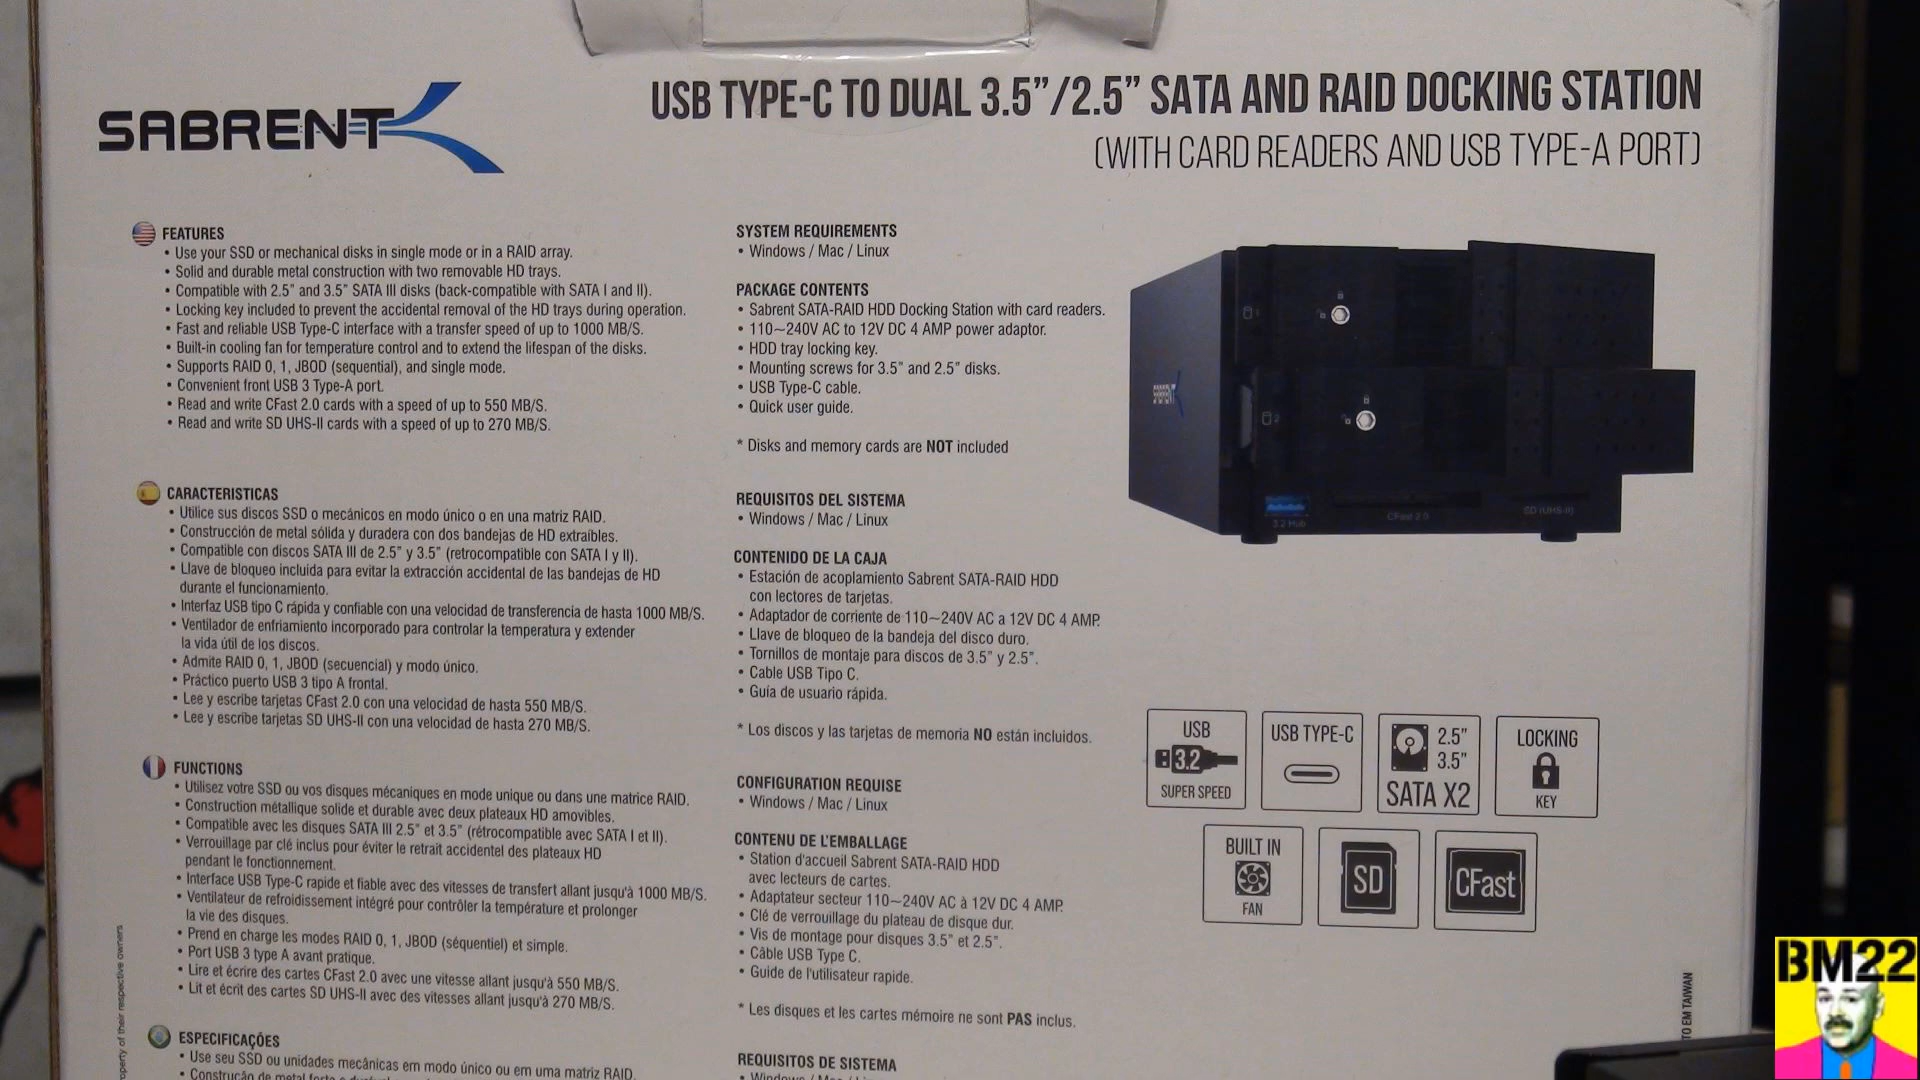 SABRENT
USB TYPE-C TO DUAL 3.5”/2.5” SATA AND RAID DOCKING STATION
(WITH CARD READERS AND USB TYPE-A PORT)
FEATURES
• Use your SSD or mechanical disks in single mode or in a RAID array.
• Solid and durable metal construction with two removable HD trays.
• Compatible with 2.5” and 3.5” SATA III disks (back-compatible with SATA I and II).
• Locking key included to prevent the accidental removal of the HD trays during operation.
• Fast and reliable USB Type-C interface with a transfer speed of up to 1000 MB/S.
• Built-in cooling fan for temperature control and to extend the lifespan of the disks.
• Supports RAID 0, 1, JBOD (sequential), and single mode.
• Convenient front USB 3 Type-A port.
• Read and write CFast 2.0 cards with a speed of up to 550 MB/S.
• Read and write SD UHS-II cards with a speed of up to 270 MB/S.
SYSTEM REQUIREMENTS
• Windows / Mac / Linux
PACKAGE CONTENTS
• Sabrent SATA-RAID HDD Docking Station with card readers.
• 110~240V AC to 12V DC 4 AMP power adaptor.
• HDD tray locking key.
• Mounting screws for 3.5” and 2.5” disks.
• USB Type-C cable.
• Quick user guide.
* Disks and memory cards are NOT included
CARACTERISTICAS
• Utilice sus discos SSD o mecánicos en modo único o en una matriz RAID.
• Construcción de metal sólida y duradera con dos bandejas de HD extraíbles.
• Compatible con discos SATA III de 2.5” y 3.5” (retrocompatible con SATA I y II).
• Llave de bloqueo incluida para evitar la extracción accidental de las bandejas de HD
durante el funcionamiento.
• Interfaz USB tipo C rápida y confiable con una velocidad de transferencia de hasta 1000 MB/S.
• Ventilador de enfriamiento incorporado para controlar la temperatura y extender
la vida útil de los discos.
• Admite RAID 0, 1, JBOD (secuencial) y modo único.
• Práctico puerto USB 3 tipo A frontal.
• Lee y escribe tarjetas CFast 2.0 con una velocidad de hasta 550 MB/S.
• Lee y escribe tarjetas SD UHS-II con una velocidad de hasta 270 MB/S.
REQUISITOS DEL SISTEMA
• Windows / Mac / Linux
CONTENIDO DE LA CAJA
• Estación de acoplamiento Sabrent SATA-RAID HDD
con lectores de tarjetas.
• Adaptador de corriente de 110~240V AC a 12V DC 4 AMP.
• Llave de bloqueo de la bandeja del disco duro.
• Tornillos de montaje para discos de 3.5” y 2.5”.
• Cable USB Tipo C.
• Guía de usuario rápida.
* Los discos y las tarjetas de memoria NO están incluidos.
FUNCTIONS
• Utilisez votre SSD ou vos disques mécaniques en mode unique ou dans une matrice RAID.
• Construction métallique solide et durable avec deux plateaux HD amovibles.
• Compatible avec les disques SATA III 2.5” et 3.5” (rétrocompatible avec SATA I et II).
• Verrouillage par clé inclus pour éviter le retrait accidentel des plateaux HD
pendant le fonctionnement.
• Interface USB Type-C rapide et fiable avec des vitesses de transfert allant jusqu'à 1000 MB/S.
• Ventilateur de refroidissement intégré pour contrôler la température et prolonger
la vie des disques.
• Prend en charge les modes RAID 0, 1, JBOD (séquentiel) et simple.
• Port USB 3 type A avant pratique.
• Lire et écrire des cartes CFast 2.0 avec une vitesse allant jusqu'à 550 MB/S.
• Lit et écrit des cartes SD UHS-II avec des vitesses allant jusqu'à 270 MB/S.
CONFIGURATION REQUISE
• Windows / Mac / Linux
CONTENU DE L'EMBALLAGE
• Station d'accueil Sabrent SATA-RAID HDD
avec lecteurs de cartes.
• Adaptateur secteur 110~240V AC à 12V DC 4 AMP.
• Clé de verrouillage du plateau de disque dur.
• Vis de montage pour disques 3.5” et 2.5”.
• Câble USB Type C.
• Guide de l'utilisateur rapide.
* Les disques et les cartes mémoire ne sont PAS inclus.
ESPECIFICAÇÕES
• Use seu SSD ou unidades mecânicas em modo único ou em uma matriz RAID.
• Construção de metal
REQUISITOS DE SISTEMA
• Windows
1
2
3.2 Hub
CFast 2.0
SD (UHS-II)
USB
3.2
SUPER SPEED
USB TYPE-C
2.5”
3.5”
SATA X2
LOCKING
KEY
BUILT IN
FAN
SD
CFast
property of their respective owners
EM TAIWAN
BM22